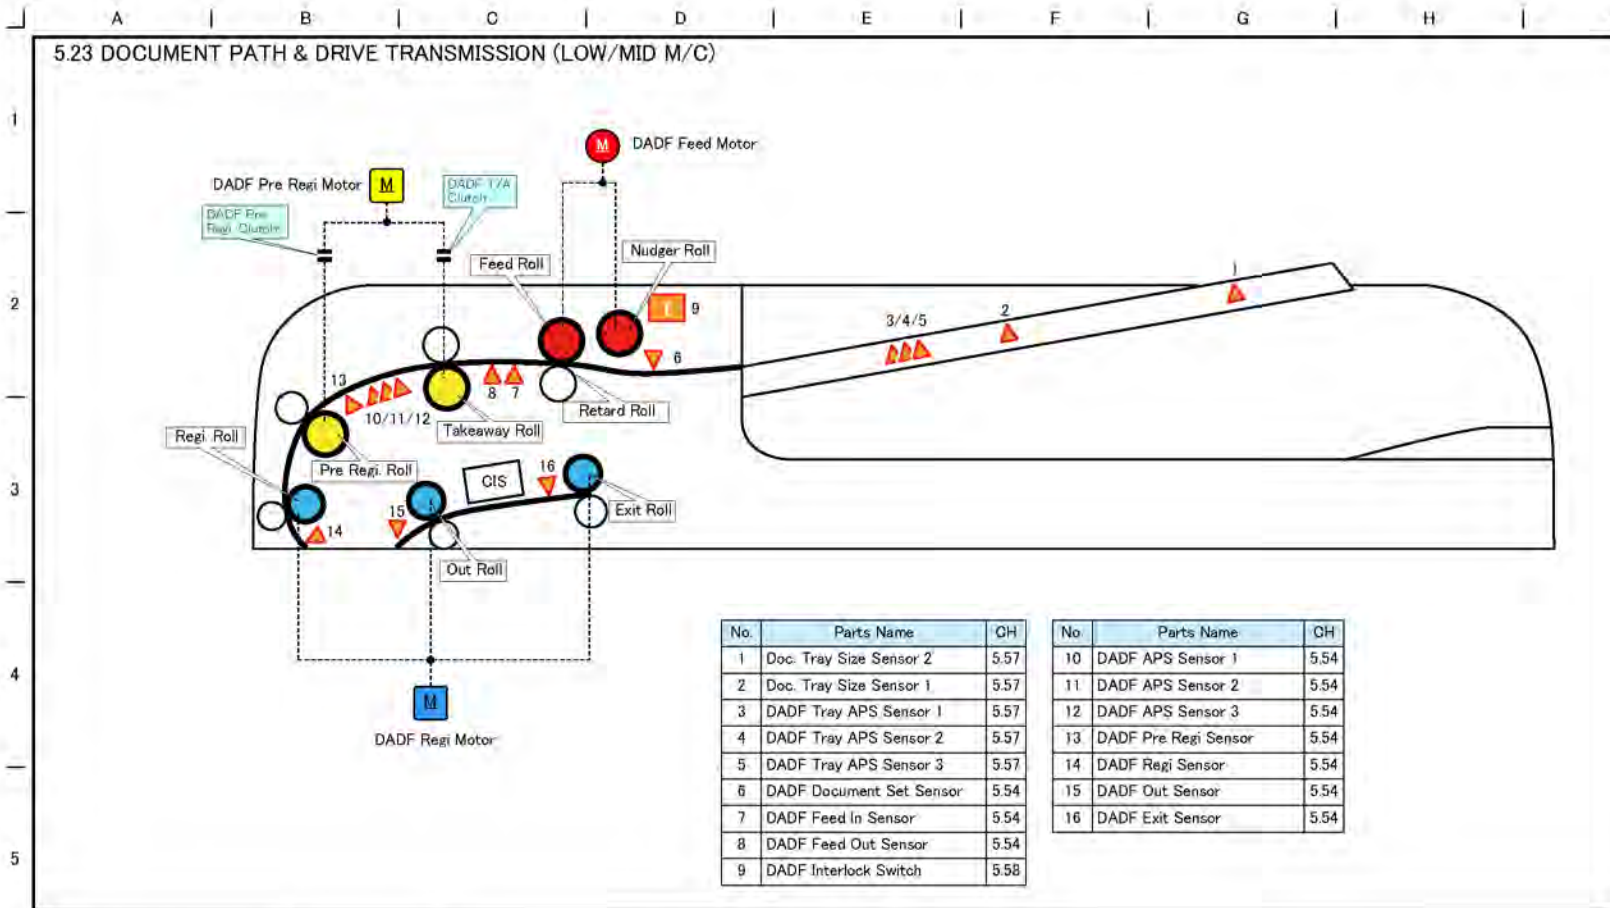 A B C D E F G H
5.23 DOCUMENT PATH & DRIVE TRANSMISSION (LOW/MID M/C)
1
M DADF Feed Motor
DADF Pre Regi Motor M
DADF T/A
Clutch
DADF Pre
Regi Clutch
Feed Roll
Nudger Roll
2
9
1
2
3/4/5
6
13
8 7
10/11/12
Retard Roll
Takeaway Roll
Regi. Roll
Pre Regi. Roll
3
CIS
16
Exit Roll
15
14
Out Roll
4
M
DADF Regi Motor
No. Parts Name CH
1 Doc. Tray Size Sensor 2 5.57
2 Doc. Tray Size Sensor 1 5.57
3 DADF Tray APS Sensor 1 5.57
4 DADF Tray APS Sensor 2 5.57
5 DADF Tray APS Sensor 3 5.57
6 DADF Document Set Sensor 5.54
7 DADF Feed In Sensor 5.54
8 DADF Feed Out Sensor 5.54
9 DADF Interlock Switch 5.58
No Parts Name CH
10 DADF APS Sensor 1 5.54
11 DADF APS Sensor 2 5.54
12 DADF APS Sensor 3 5.54
13 DADF Pre Regi Sensor 5.54
14 DADF Regi Sensor 5.54
15 DADF Out Sensor 5.54
16 DADF Exit Sensor 5.54
5